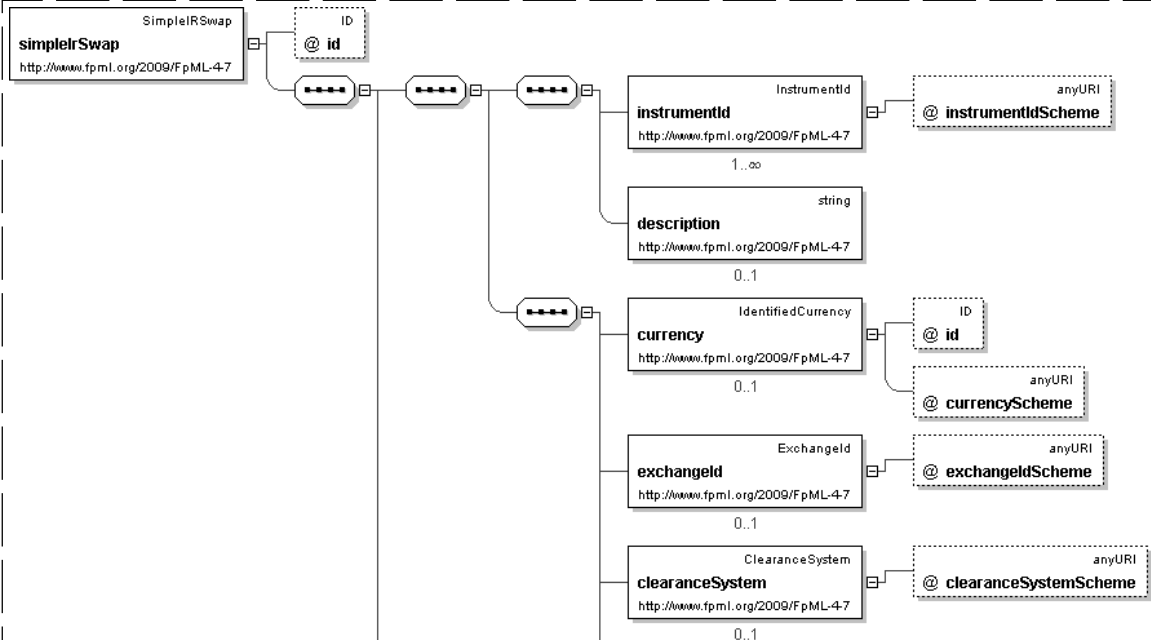 SimpleIRSwap
simpleIrSwap
http://www.fpml.org/2009/FpML-4-7
ID
@ id
InstrumentId
instrumentId
http://www.fpml.org/2009/FpML-4-7
1..∞
anyURI
@ instrumentIdScheme
string
description
http://www.fpml.org/2009/FpML-4-7
0..1
IdentifiedCurrency
currency
http://www.fpml.org/2009/FpML-4-7
0..1
ID
@ id
anyURI
@ currencyScheme
ExchangeId
exchangeId
http://www.fpml.org/2009/FpML-4-7
0..1
anyURI
@ exchangeIdScheme
ClearanceSystem
clearanceSystem
http://www.fpml.org/2009/FpML-4-7
0..1
anyURI
@ clearanceSystemScheme